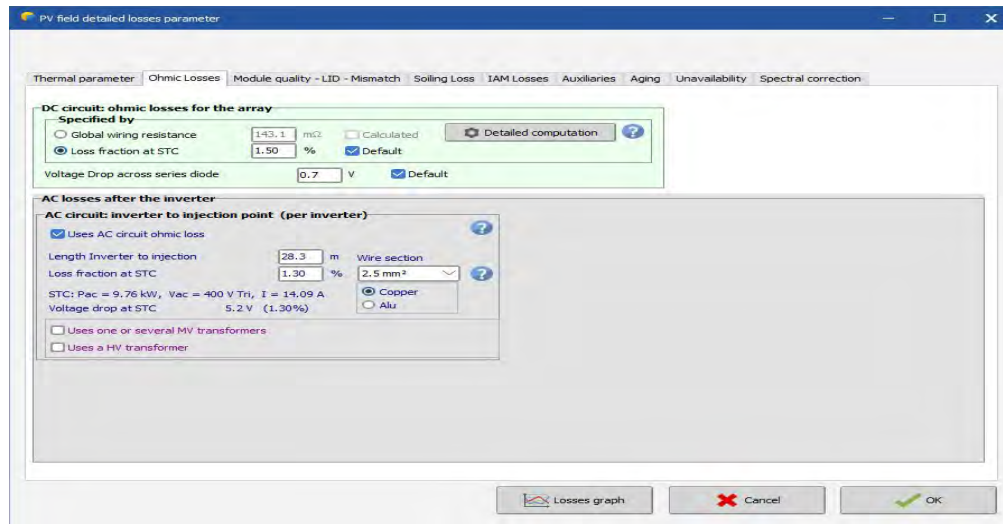 PV field detailed losses parameter
Thermal parameter Ohmic Losses Module quality - LID - Mismatch Soiling Loss IAM Losses Auxiliaries Aging Unavailability Spectral correction
DC circuit: ohmic losses for the array
Specified by
Global wiring resistance 143.1 mΩ Calculated Detailed computation ?
Loss fraction at STC 1.50 % Default
Voltage Drop across series diode 0.7 V Default
AC losses after the inverter
AC circuit: inverter to injection point (per inverter)
Uses AC circuit ohmic loss ?
Length Inverter to injection 28.3 m Wire section
Loss fraction at STC 1.30 % 2.5 mm² ?
STC: Pac = 9.76 kW, Vac = 400 V Tri, I = 14.09 A Copper
Voltage drop at STC 5.2 V (1.30%) Alu
Uses one or several MV transformers
Uses a HV transformer
Losses graph Cancel OK